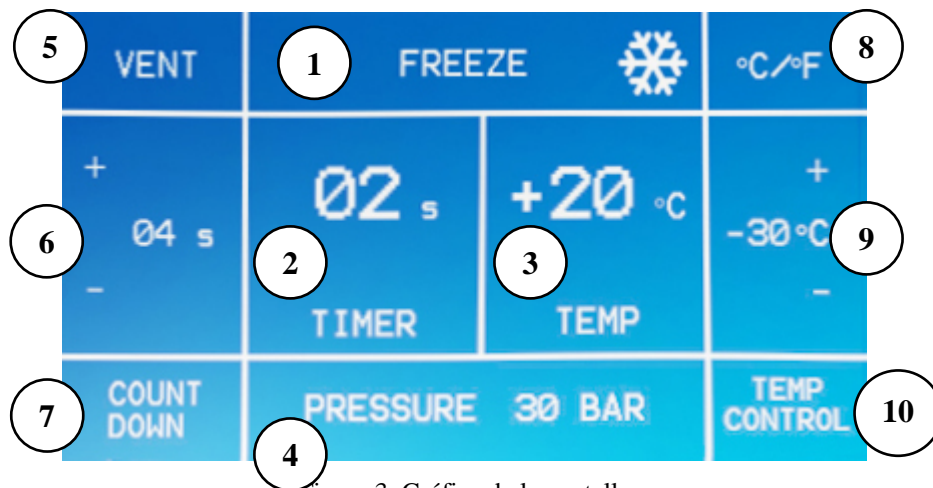 5 VENT 1 FREEZE °C/°F 8
+ 02 s +20 °C +
6 04 s -30°C 9
2 3
- TIMER TEMP -
7 COUNT DOWN PRESSURE 30 BAR TEMP CONTROL 10
4
3.